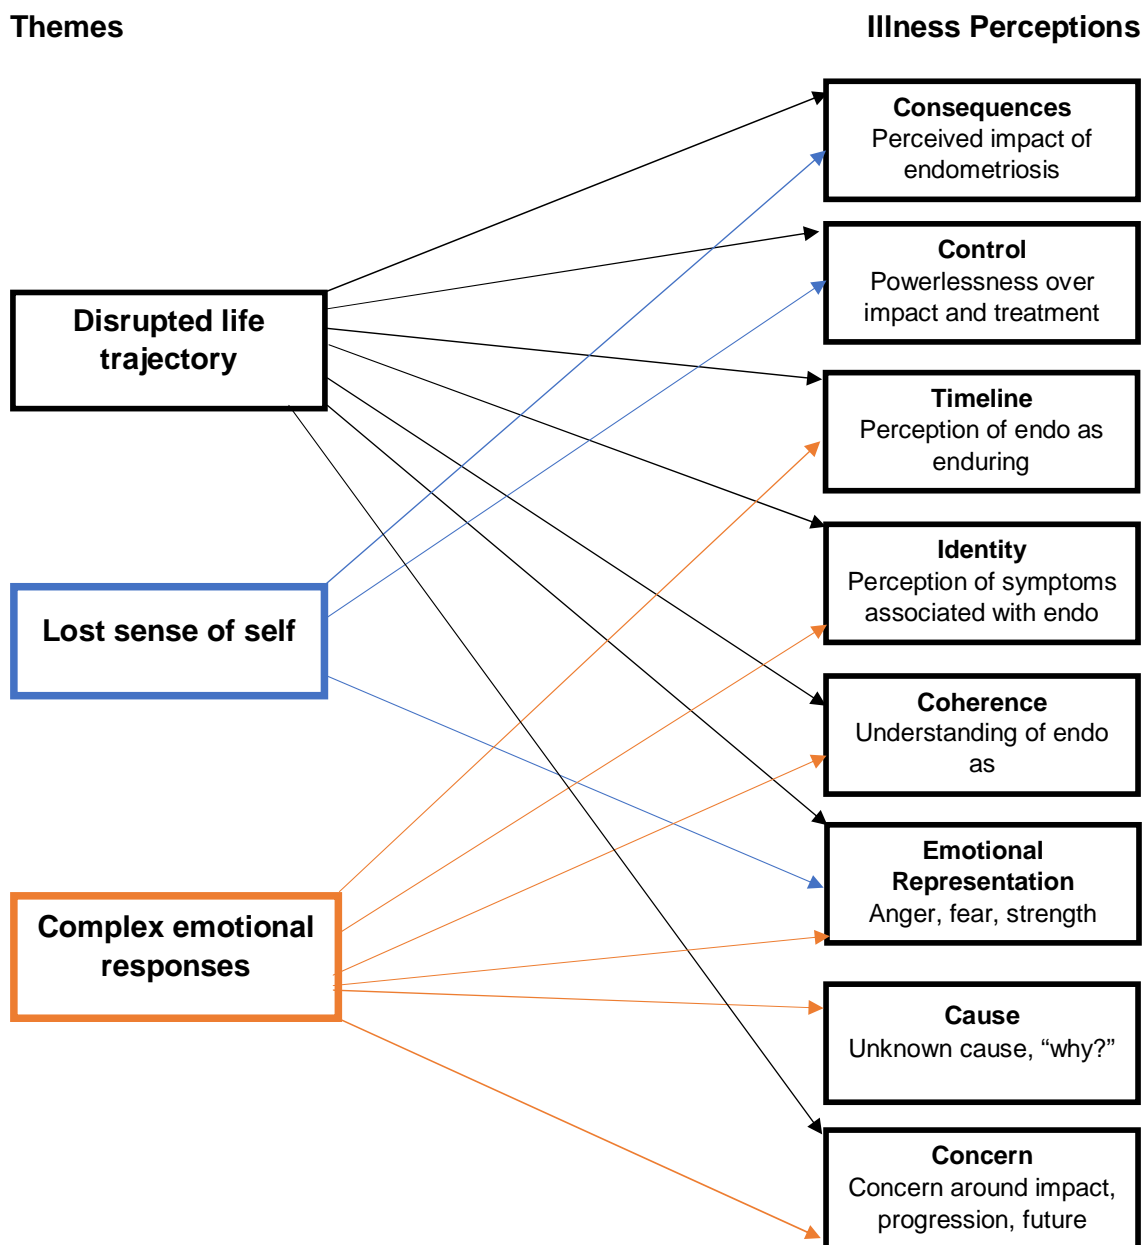 Themes
Illness Perceptions
Disrupted life
trajectory
Lost sense of self
Complex emotional
responses
Consequences
Perceived impact of
endometriosis
Control
Powerlessness over
impact and treatment
Timeline
Perception of endo as
enduring
Identity
Perception of symptoms
associated with endo
Coherence
Understanding of endo
as
Emotional
Representation
Anger, fear, strength
Cause
Unknown cause, “why?”
Concern
Concern around impact,
progression, future